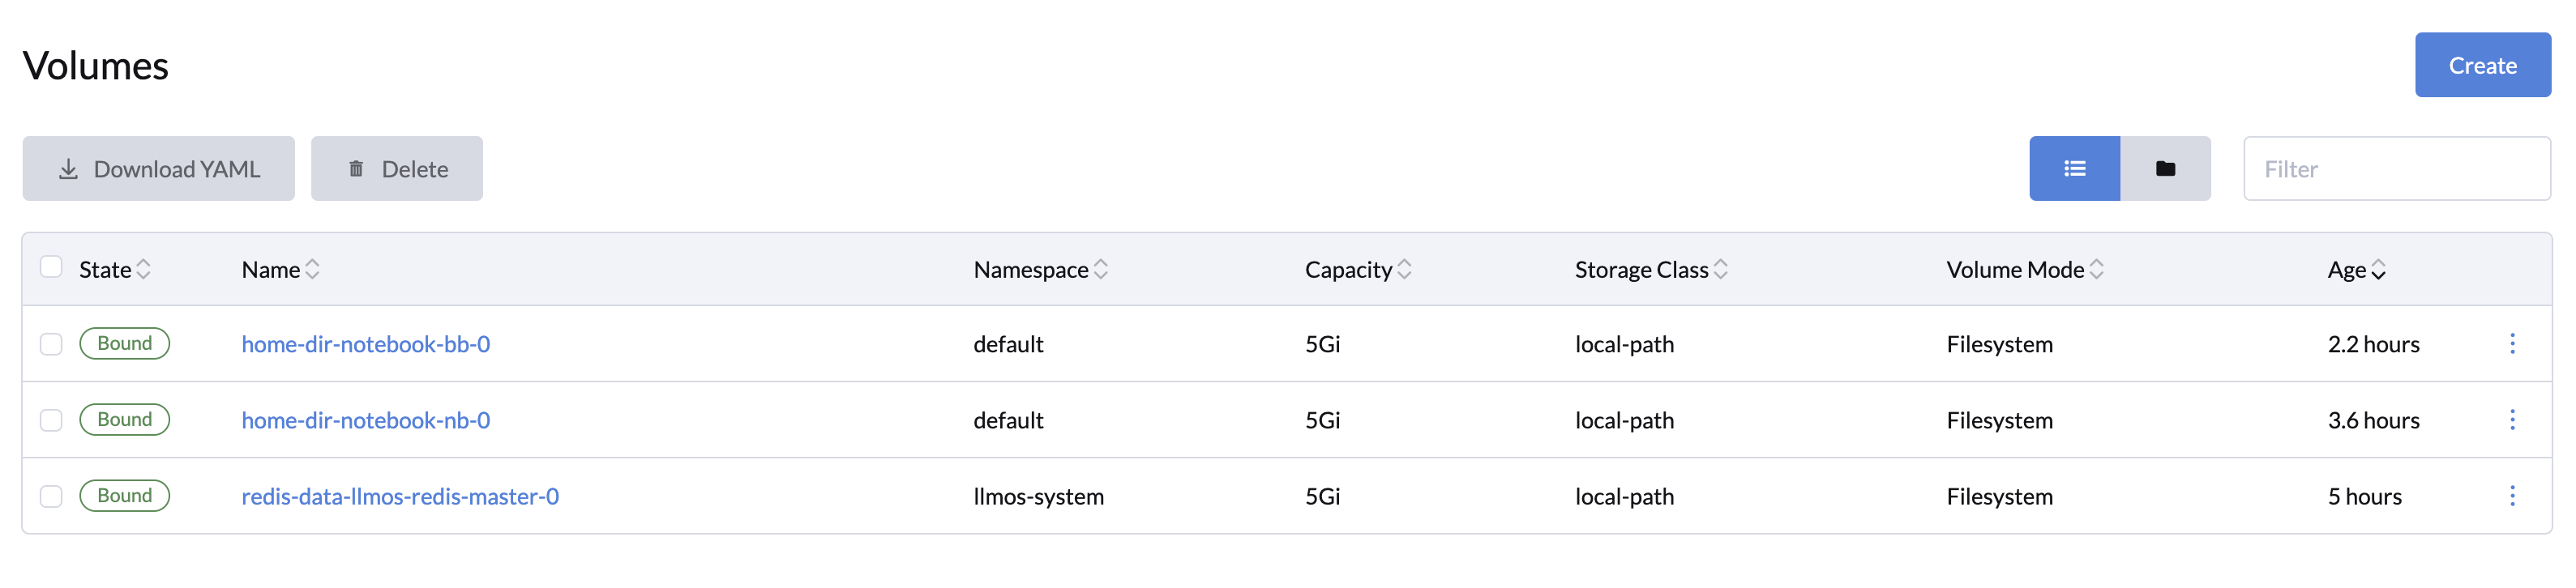 Volumes
Create
Download YAML Delete Filter
State Name Namespace Capacity Storage Class Volume Mode Age
Bound home-dir-notebook-bb-0 default 5Gi local-path Filesystem 2.2 hours
Bound home-dir-notebook-nb-0 default 5Gi local-path Filesystem 3.6 hours
Bound redis-data-llmos-redis-master-0 llmos-system 5Gi local-path Filesystem 5 hours